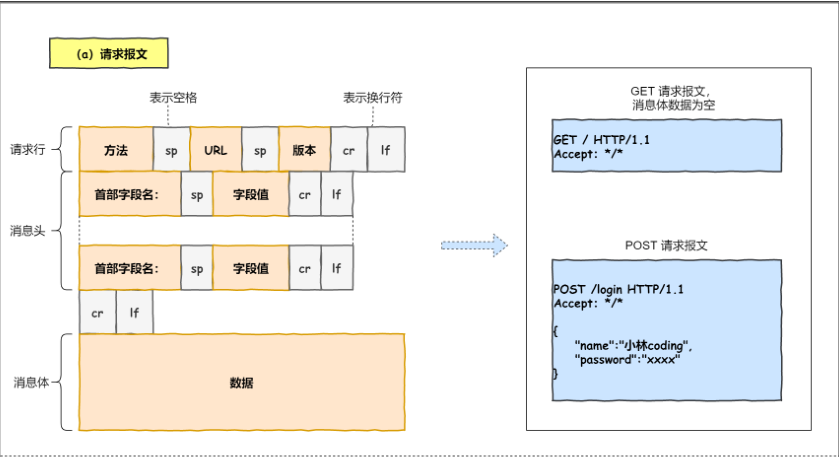 (a) 请求报文
表示空格
表示换行符
请求行
方法 sp URL sp 版本 cr lf
消息头
首部字段名: sp 字段值 cr lf
首部字段名: sp 字段值 cr lf
cr lf
消息体
数据
GET 请求报文,
消息体数据为空
GET / HTTP/1.1
Accept: */*
POST 请求报文
POST /login HTTP/1.1
Accept: */*
{
"name":"小林coding",
"password":"xxxx"
}